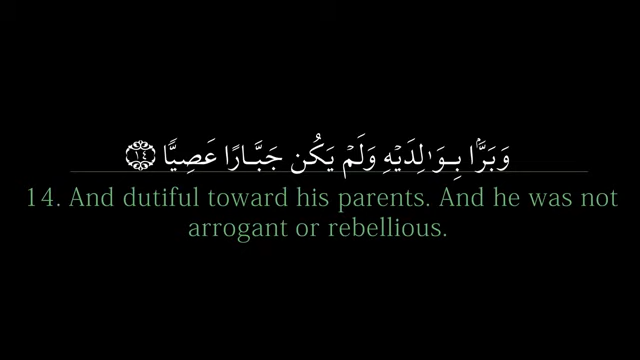 وَبَرَّۢا بِوَٰلِدَيۡهِ وَلَمۡ يَكُن جَبَّارًا عَصِيّٗا ١٤
14. And dutiful toward his parents. And he was not
arrogant or rebellious.